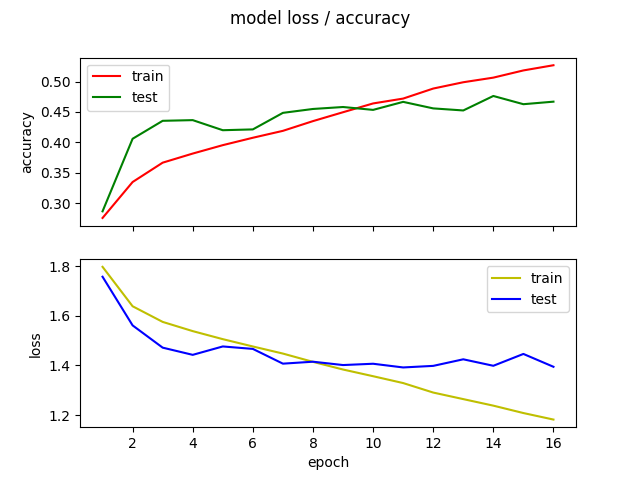 model loss / accuracy
train
test
accuracy
0.50
0.45
0.40
0.35
0.30
train
test
loss
1.8
1.6
1.4
1.2
2 4 6 8 10 12 14 16
epoch